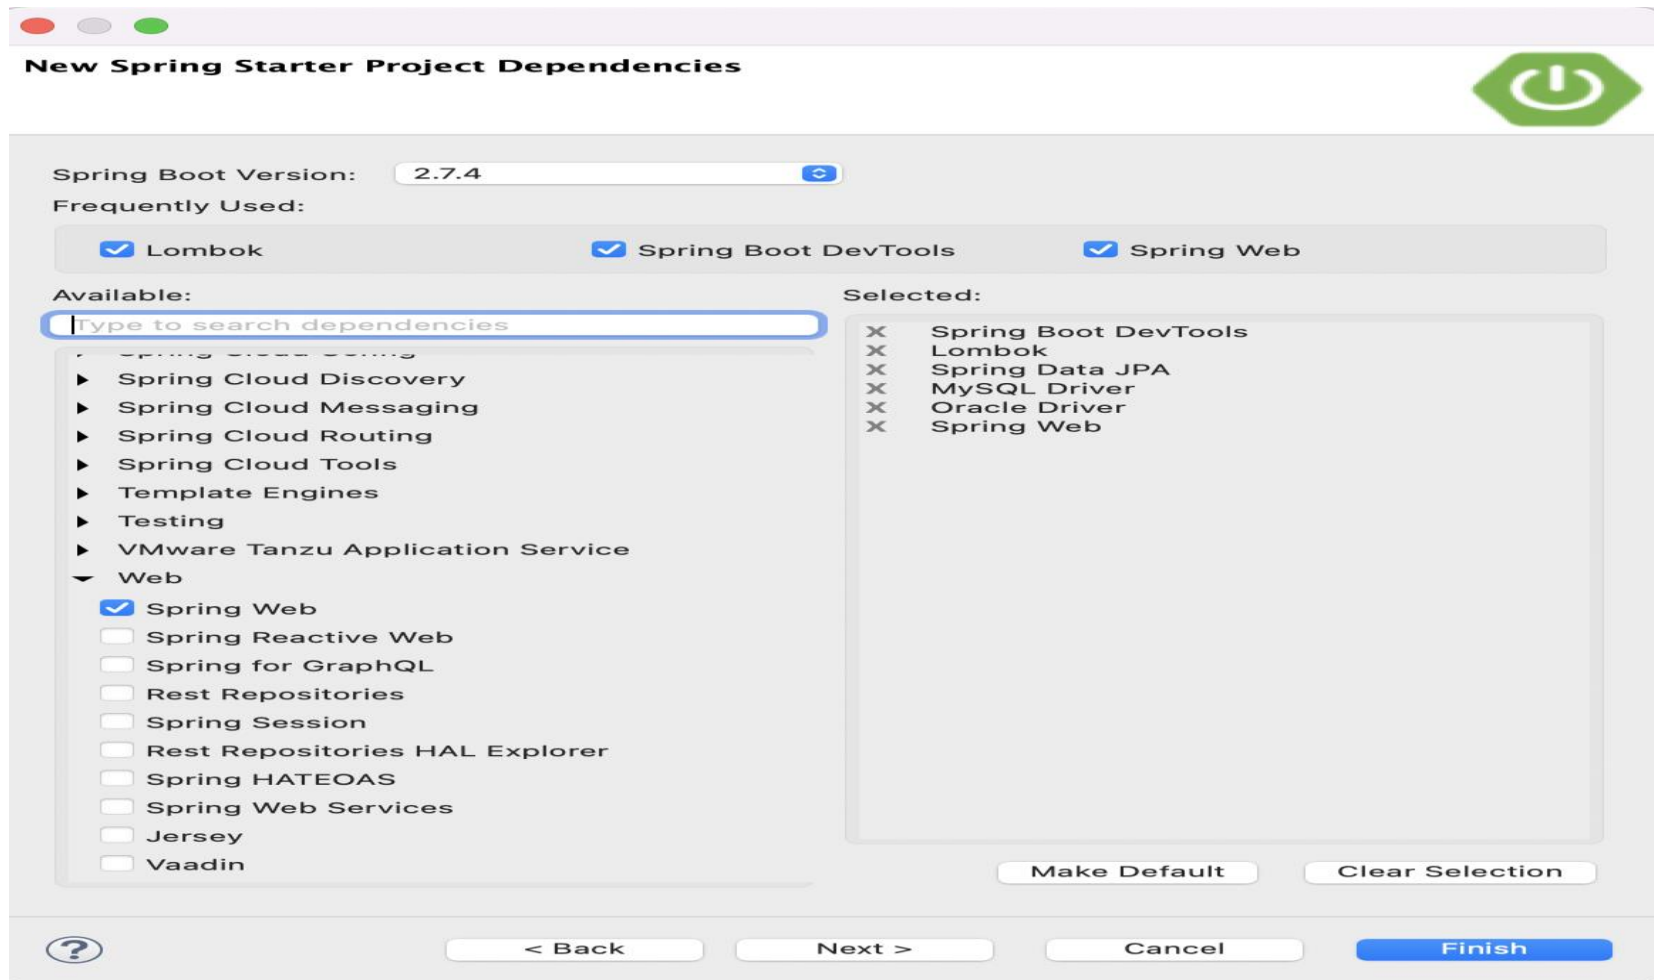 New Spring Starter Project Dependencies
Spring Boot Version: 2.7.4
Frequently Used:
Lombok Spring Boot DevTools Spring Web
Available:
Type to search dependencies
Spring Cloud Config
Spring Cloud Discovery
Spring Cloud Messaging
Spring Cloud Routing
Spring Cloud Tools
Template Engines
Testing
VMware Tanzu Application Service
Web
Spring Web
Spring Reactive Web
Spring for GraphQL
Rest Repositories
Spring Session
Rest Repositories HAL Explorer
Spring HATEOAS
Spring Web Services
Jersey
Vaadin
Selected:
X Spring Boot DevTools
X Lombok
X Spring Data JPA
X MySQL Driver
X Oracle Driver
X Spring Web
Make Default Clear Selection
? < Back Next > Cancel Finish